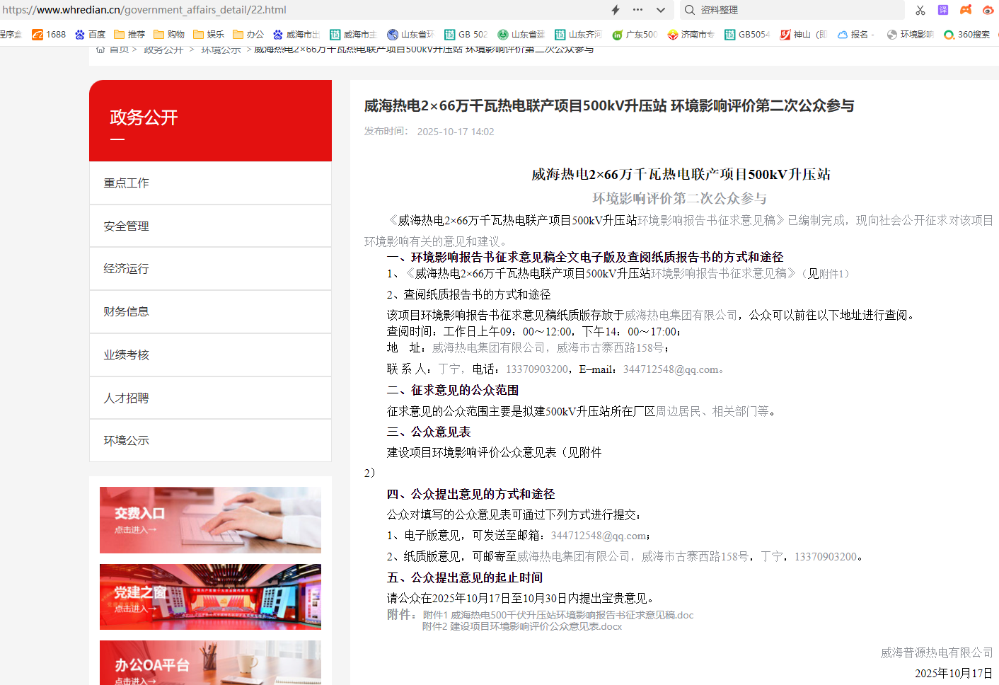 https://www.whredian.cn/government_affairs_detail/22.html
资料整理
译
程序盒
1688
百度
推荐
购物
娱乐
办公
威海市出
威海市主
山东省环
GB 502
山东省建
山东齐河
广东500
济南市专
GB5054
神山（即
报名 -
环境影响
360搜索
首页 > 政务公开 > 环境公示 > 威海热电2×66万千瓦热电联产项目500kV升压站 环境影响评价第二次公众参与
政务公开
重点工作
安全管理
经济运行
财务信息
业绩考核
人才招聘
环境公示
交费入口
点击进入→
党建之窗
点击进入→
办公OA平台
点击进入→
威海热电2×66万千瓦热电联产项目500kV升压站 环境影响评价第二次公众参与
发布时间： 2025-10-17 14:02
威海热电2×66万千瓦热电联产项目500kV升压站
环境影响评价第二次公众参与
《威海热电2×66万千瓦热电联产项目500kV升压站环境影响报告书征求意见稿》已编制完成，现向社会公开征求对该项目
环境影响有关的意见和建议。
一、环境影响报告书征求意见稿全文电子版及查阅纸质报告书的方式和途径
1、《威海热电2×66万千瓦热电联产项目500kV升压站环境影响报告书征求意见稿》（见附件1）
2、查阅纸质报告书的方式和途径
该项目环境影响报告书征求意见稿纸质版存放于威海热电集团有限公司，公众可以前往以下地址进行查阅。
查阅时间：工作日上午09：00～12:00，下午14：00～17:00；
地 址：威海热电集团有限公司，威海市古寨西路158号；
联 系 人：丁宁，电话：13370903200，E–mail：344712548@qq.com。
二、征求意见的公众范围
征求意见的公众范围主要是拟建500kV升压站所在厂区周边居民、相关部门等。
三、公众意见表
建设项目环境影响评价公众意见表（见附件
2）
四、公众提出意见的方式和途径
公众对填写的公众意见表可通过下列方式进行提交：
1、电子版意见，可发送至邮箱：344712548@qq.com；
2、纸质版意见，可邮寄至威海热电集团有限公司，威海市古寨西路158号，丁宁，13370903200。
五、公众提出意见的起止时间
请公众在2025年10月17日至10月30日内提出宝贵意见。
附件：附件1 威海热电500千伏升压站环境影响报告书征求意见稿.doc
附件2 建设项目环境影响评价公众意见表.docx
威海普源热电有限公司
2025年10月17日